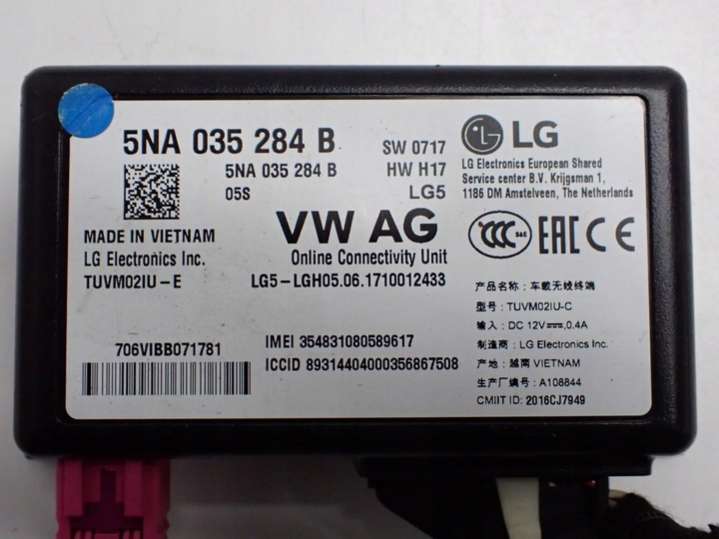 5NA 035 284 B
5NA 035 284 B
05S
SW 0717
HW H17
LG5
LG
LG Electronics European Shared
Service center B.V. Krijgsman 1,
1186 DM Amstelveen, The Netherlands
VW AG
Online Connectivity Unit
MADE IN VIETNAM
LG Electronics Inc.
TUVM02IU-E
LG5-LGH05.06.1710012433
CCC S&E EAC CE
706VIBB071781
IMEI 354831080589617
ICCID 89314404000356867508
产品名称：车载无线终端
型号：TUVM02IU-C
输入：DC 12V⎓,0.4A
制造商：LG Electronics Inc.
产地：越南 VIETNAM
生产厂编号：A108844
CMIIT ID: 2016CJ7949